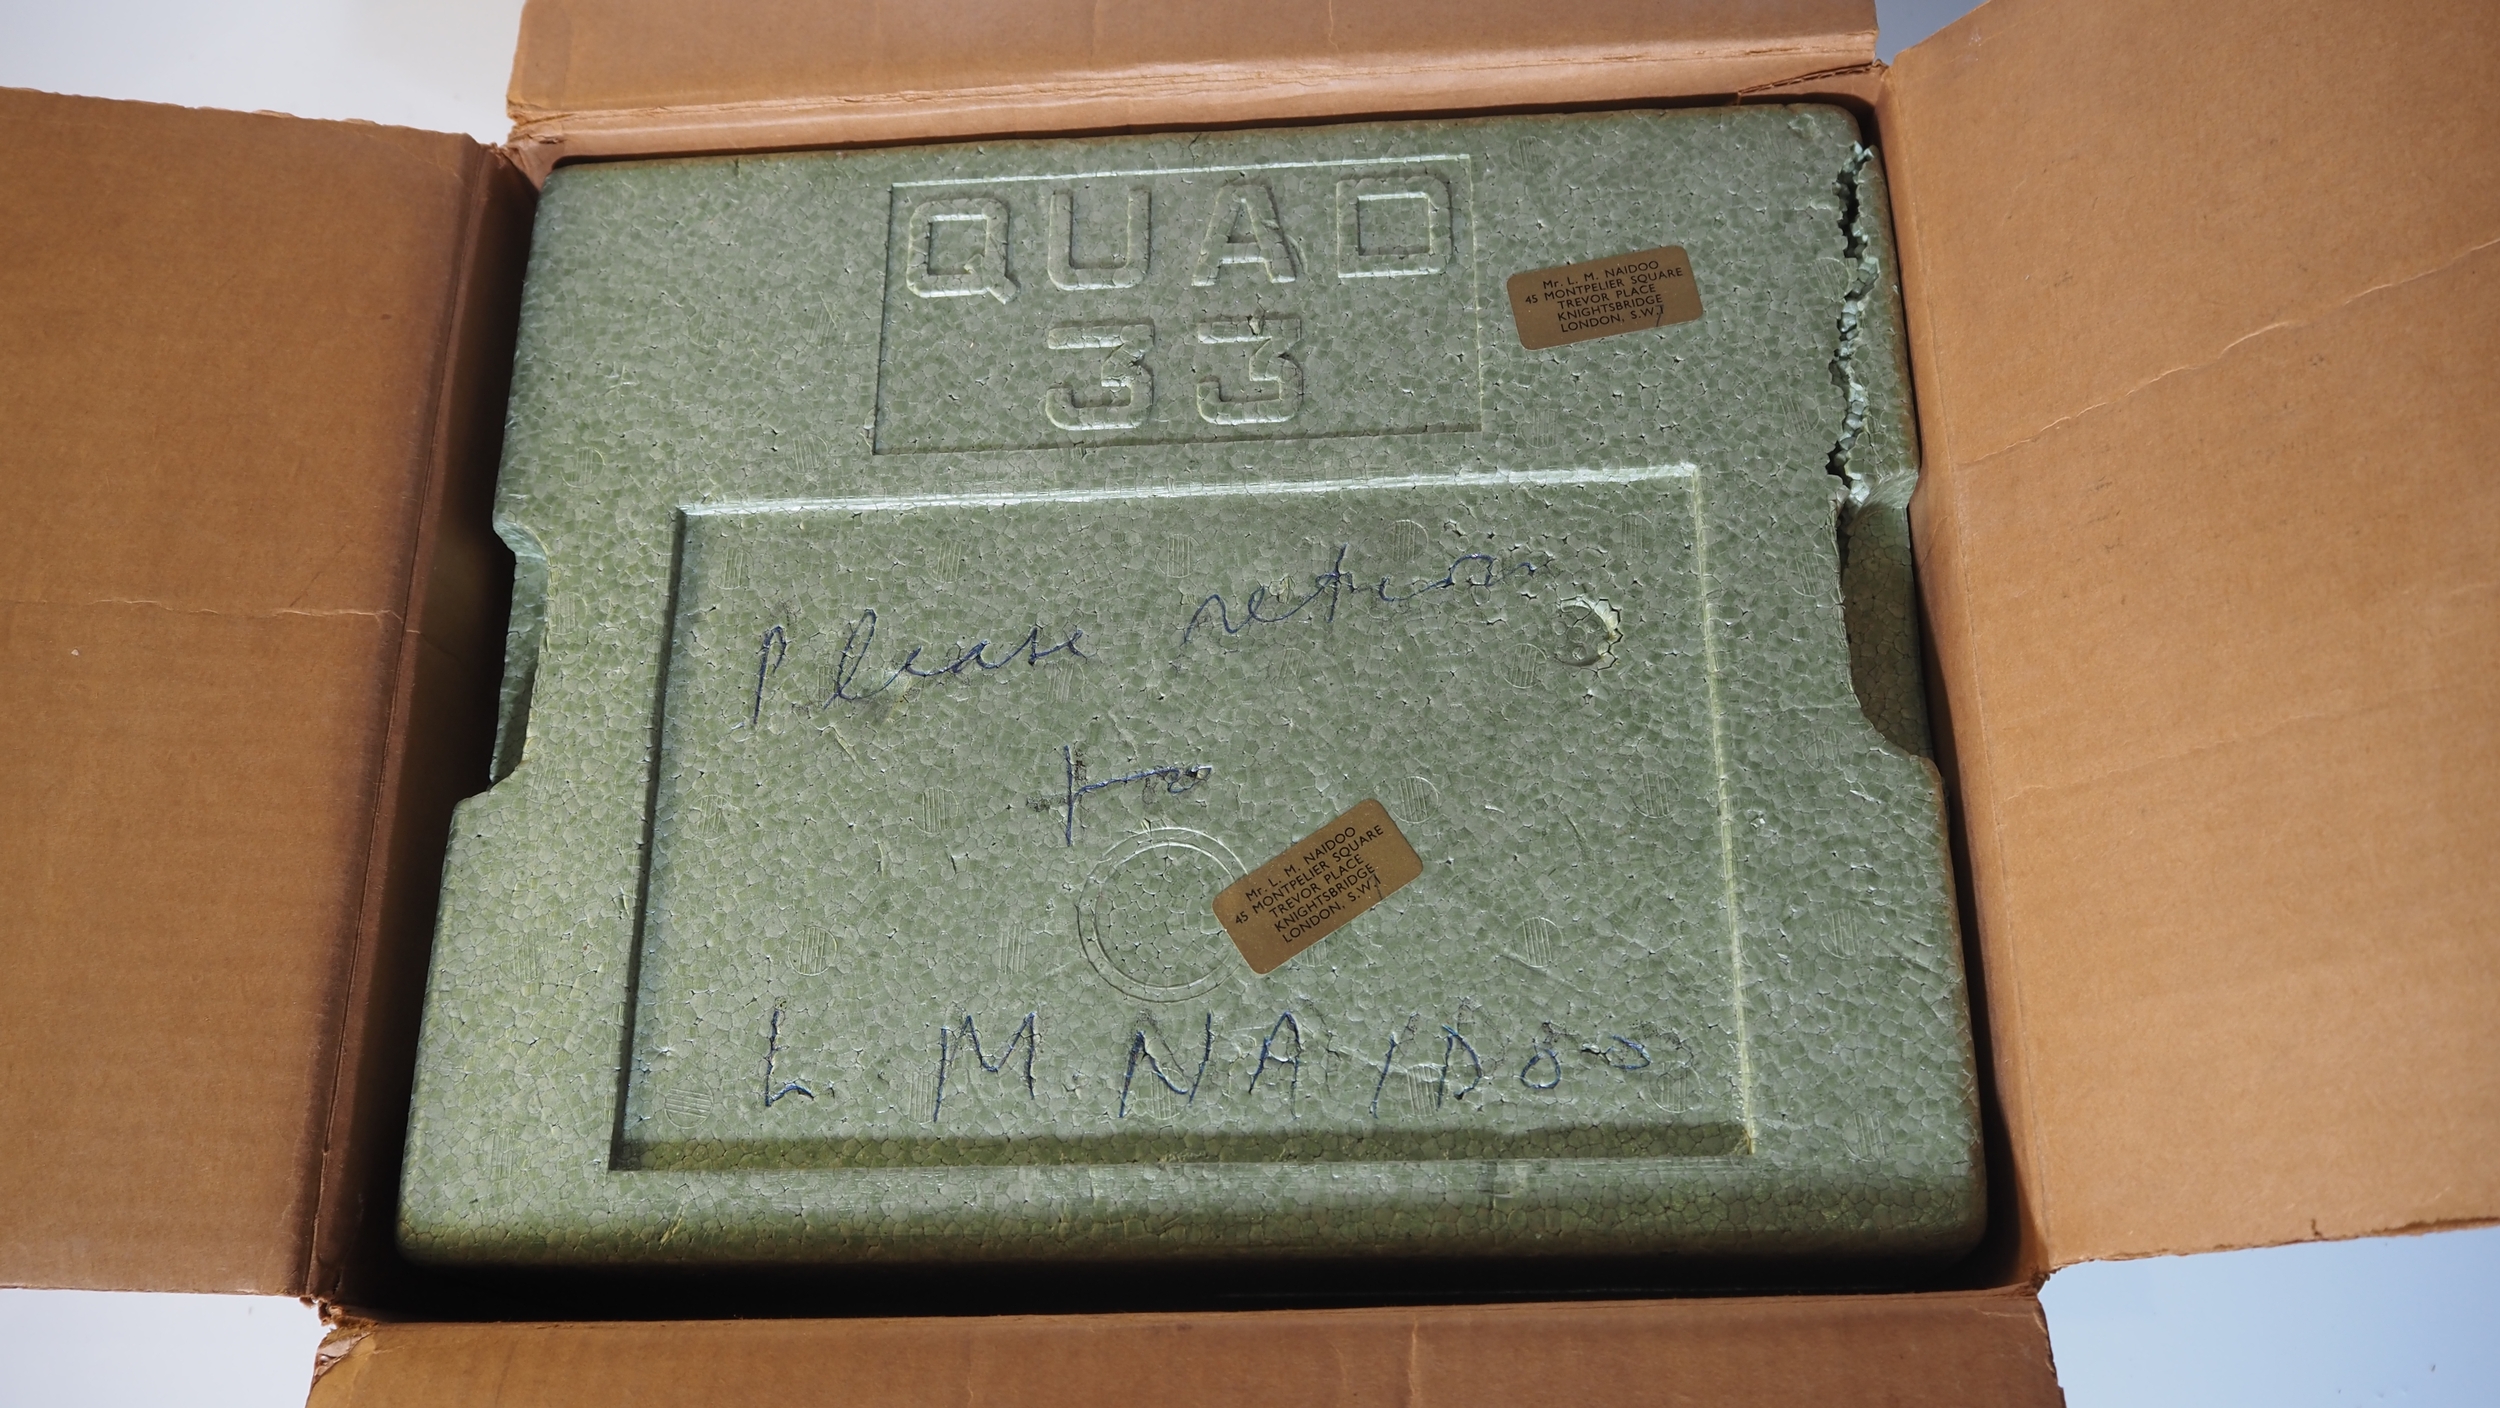 QUAD
33
Mr. L. M. NAIDOO
45 MONTPELIER SQUARE
TREVOR PLACE
KNIGHTSBRIDGE
LONDON, S.W.7
Please return
to
Mr. L. M. NAIDOO
45 MONTPELIER SQUARE
TREVOR PLACE
KNIGHTSBRIDGE
LONDON, S.W.7
L. M. NAIDOO